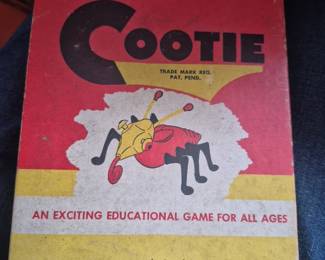 COOTIE
TRADE MARK REG.
PAT. PEND.
AN EXCITING EDUCATIONAL GAME FOR ALL AGES